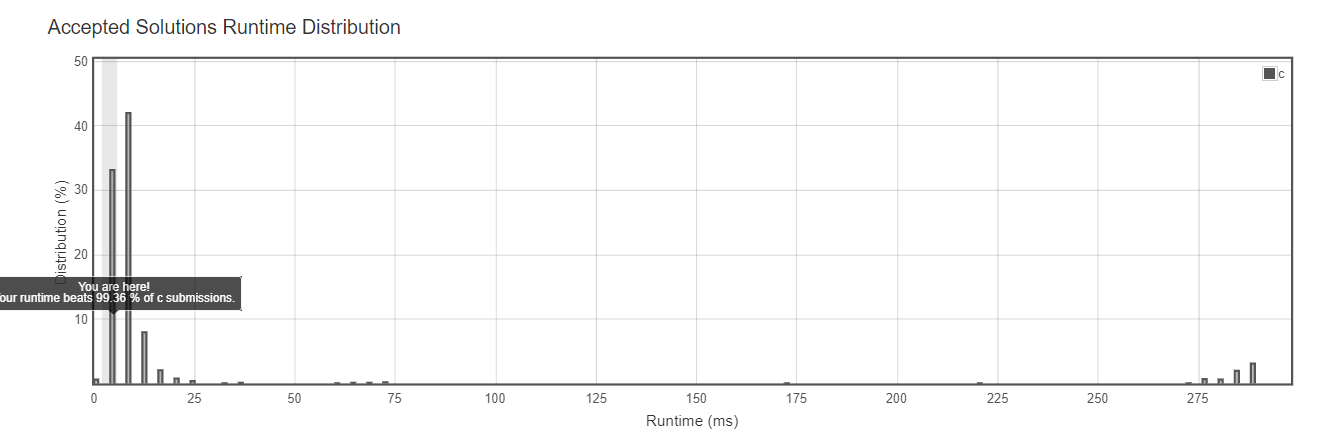 Accepted Solutions Runtime Distribution
50
c
40
30
Distribution (%)
20
You are here!
our runtime beats 99.36 % of c submissions.
10
0 25 50 75 100 125 150 175 200 225 250 275
Runtime (ms)